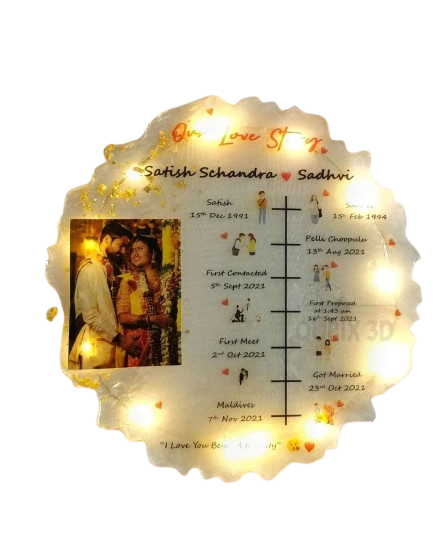 Our Love Story
Satish Schandra ❤ Sadhvi
Satish
15th Dec 1991
15th Feb 1994
Pelli Choopulu
13th Aug 2021
First Contacted
5th Sept 2021
First Proposed
at 1:43 am
16th Sept 2021
First Meet
2nd Oct 2021
Got Married
23rd Oct 2021
Maldives
7th Nov 2021
"I Love You
3D